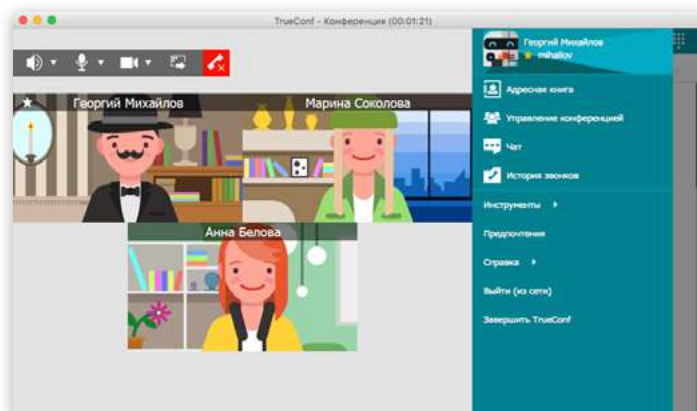 TrueConf – Конференция (00:01:21)
Георгий Михайлов
Марина Соколова
Анна Белова
Георгий Михайлов
mihailov
Адресная книга
Управление конференцией
Чат
История звонков
Инструменты
Предпочтения
Справка
Выйти (из сети)
Завершить TrueConf